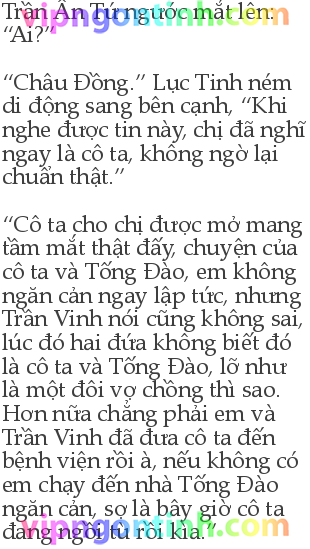 Trần Ân Tứ ngước mắt lên:
“Ai?”
“Châu Đồng.” Lục Tinh ném
di động sang bên cạnh, “Khi
nghe được tin này, chị đã nghĩ
ngay là cô ta, không ngờ lại
chuẩn thật.”
“Cô ta cho chị được mở mang
tầm mắt thật đấy, chuyện của
cô ta và Tống Đào, em không
ngăn cản ngay lập tức, nhưng
Trần Vinh nói cũng không sai,
lúc đó hai đứa không biết đó
là cô ta và Tống Đào, lỡ như
là một đôi vợ chồng thì sao.
Hơn nữa chẳng phải em và
Trần Vinh đã đưa cô ta đến
bệnh viện rồi à, nếu không có
em chạy đến nhà Tống Đào
ngăn cản, sợ là bây giờ cô ta
đang ngồi tù rồi kìa.”
vipngontinh.com
vipngontinh.com